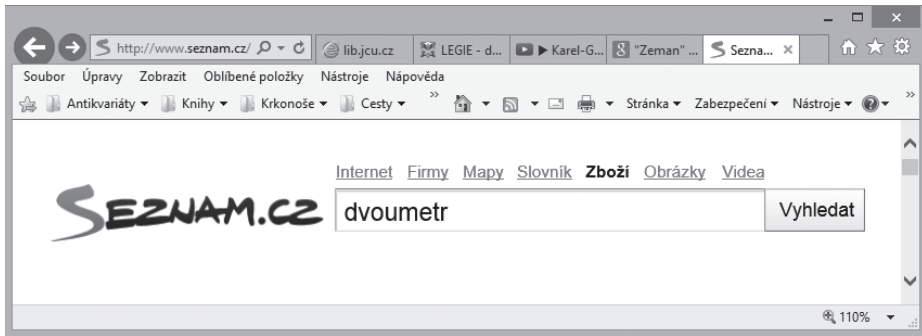 http://www.seznam.cz/ lib.jcu.cz LEGIE - d... Karel-G... "Zeman" ... Sezna...
Soubor Úpravy Zobrazit Oblíbené položky Nástroje Nápověda
Antikvariáty Knihy Krkonoše Cesty » Stránka Zabezpečení Nástroje »
Internet Firmy Mapy Slovník Zboží Obrázky Videa
SEZNAM.CZ dvoumetr Vyhledat
110%